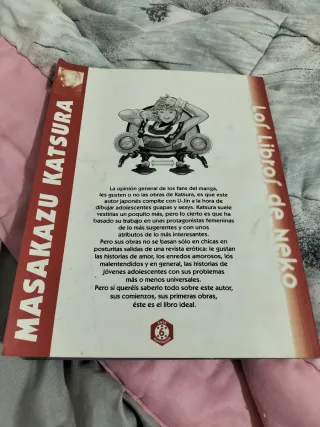 MASAKAZU KATSURA
Los libros de Neko
La opinión general de los fans del manga,
les gusten o no las obras de Katsura, es que este
autor japonés compite con U-Jin a la hora de
dibujar adolescentes guapas y sexys. Katsura suele
vestirlas un poquito más, pero lo cierto es que ha
basado su trabajo en unas protagonistas femeninas
de lo más sugerentes y con unos
atributos de lo más interesantes.
Pero sus obras no se basan sólo en chicas en
posturitas salidas de una revista erótica: le gustan
las historias de amor, los enredos amorosos, los
malentendidos y en general, las historias de
jóvenes adolescentes con sus problemas
más o menos universales.
Pero si queréis saberlo todo sobre este autor,
sus comienzos, sus primeras obras,
éste es el libro ideal.
6